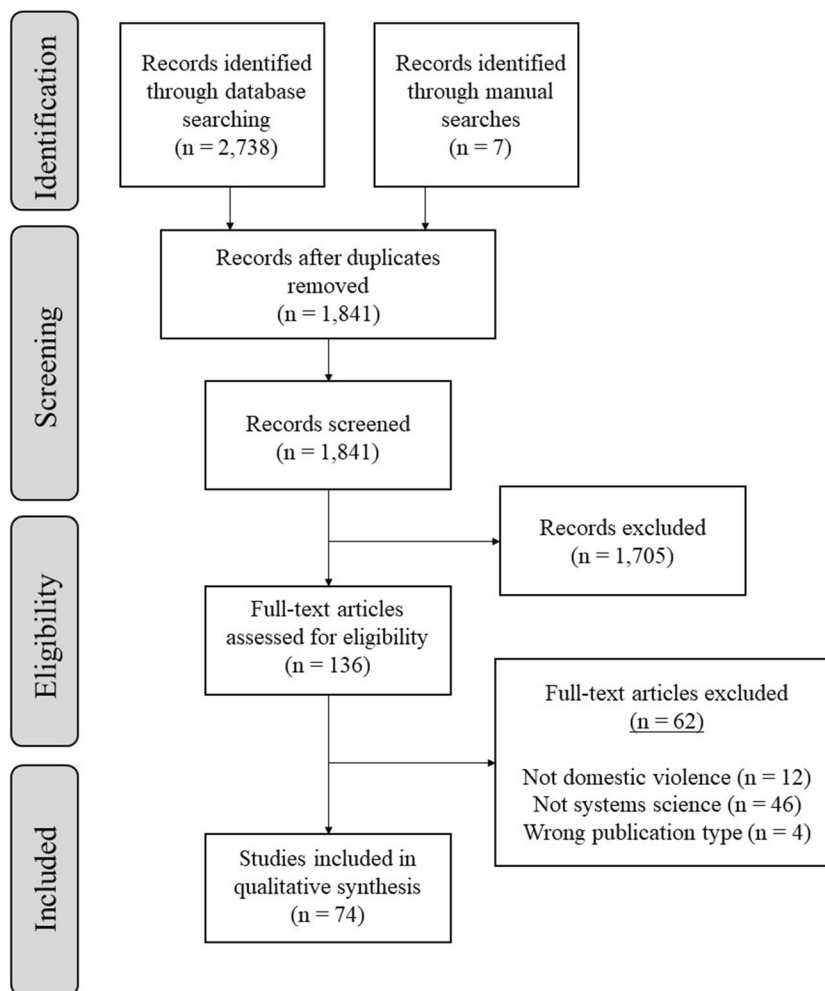 Identification
Records identified
through database
searching
(n = 2,738)
Records identified
through manual
searches
(n = 7)
Screening
Records after duplicates
removed
(n = 1,841)
Records screened
(n = 1,841)
Records excluded
(n = 1,705)
Eligibility
Full-text articles
assessed for eligibility
(n = 136)
Full-text articles excluded
(n = 62)
Not domestic violence (n = 12)
Not systems science (n = 46)
Wrong publication type (n = 4)
Included
Studies included in
qualitative synthesis
(n = 74)